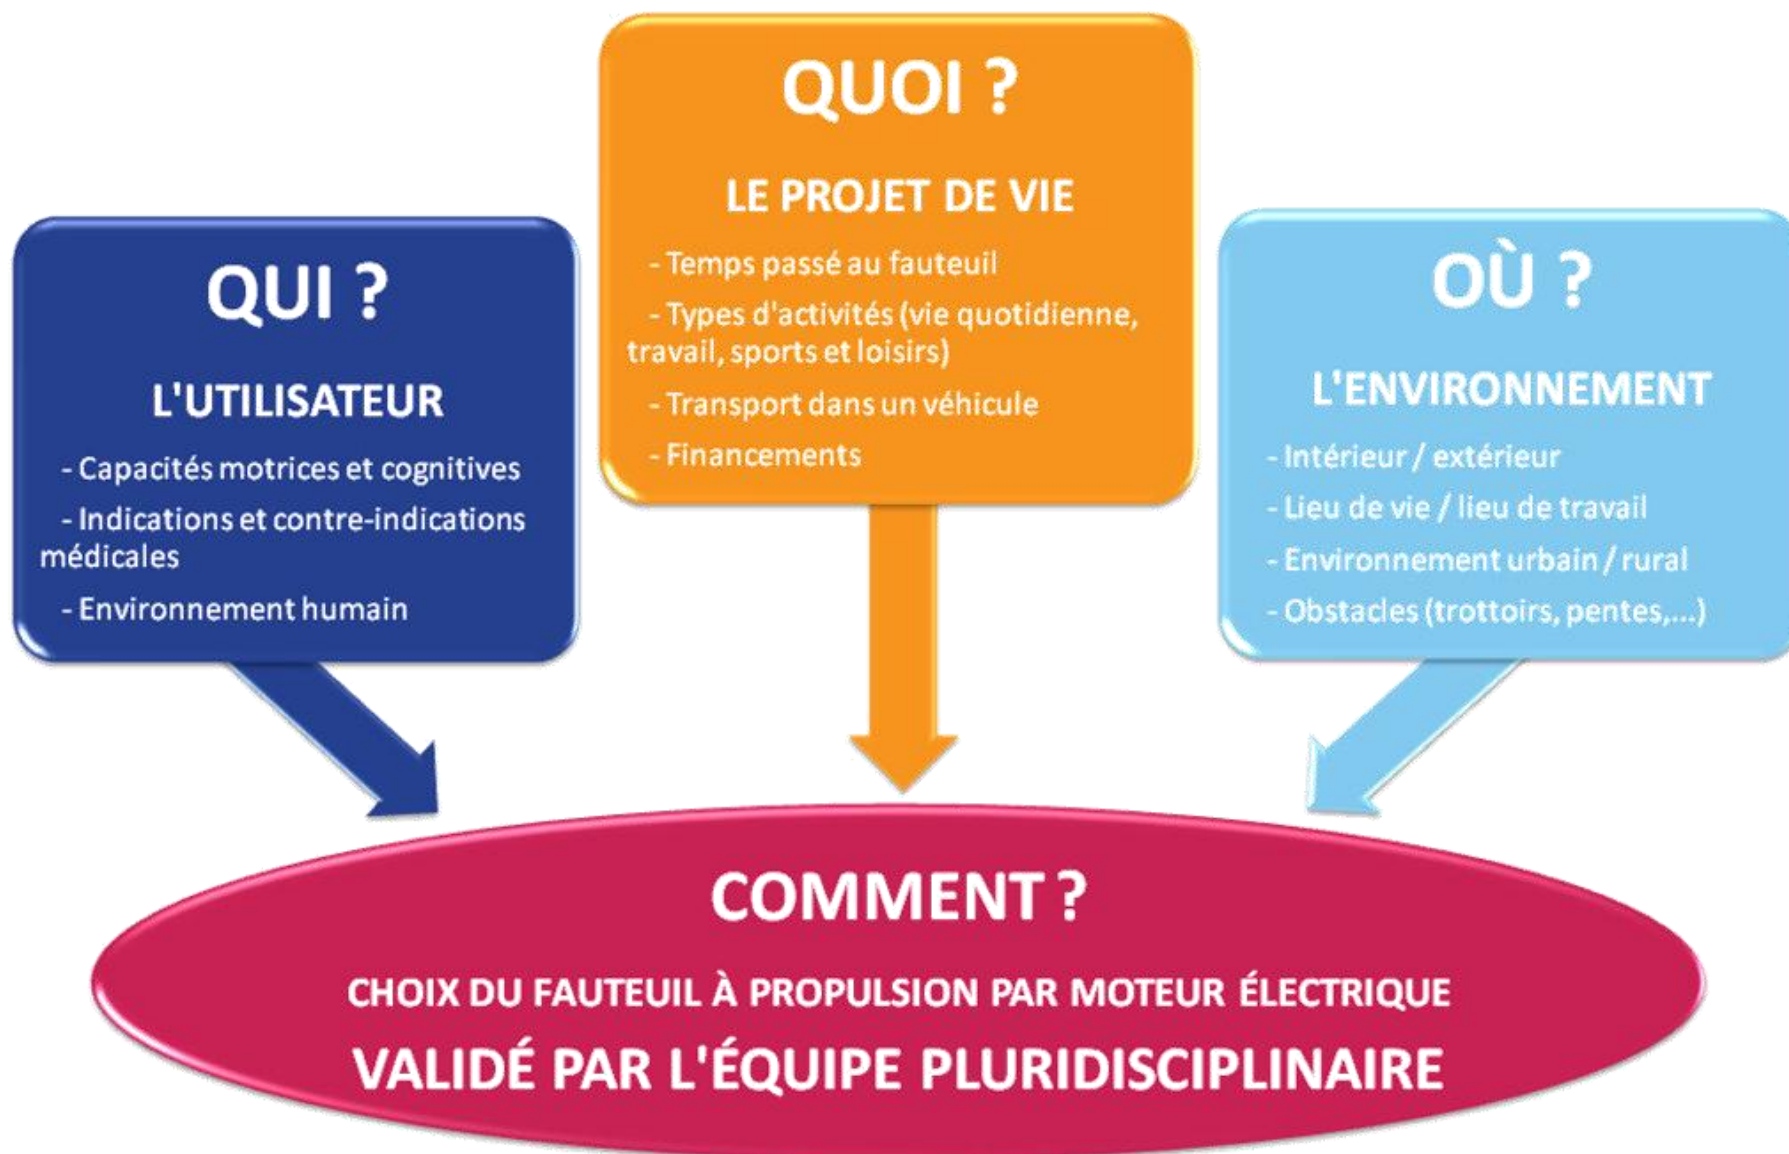 QUI ?
L'UTILISATEUR
- Capacités motrices et cognitives
- Indications et contre-indications
médicales
- Environnement humain
QUOI ?
LE PROJET DE VIE
- Temps passé au fauteuil
- Types d'activités (vie quotidienne,
travail, sports et loisirs)
- Transport dans un véhicule
- Financements
OÙ ?
L'ENVIRONNEMENT
- Intérieur / extérieur
- Lieu de vie / lieu de travail
- Environnement urbain / rural
- Obstacles (trottoirs, pentes,...)
COMMENT ?
CHOIX DU FAUTEUIL À PROPULSION PAR MOTEUR ÉLECTRIQUE
VALIDÉ PAR L'ÉQUIPE PLURIDISCIPLINAIRE